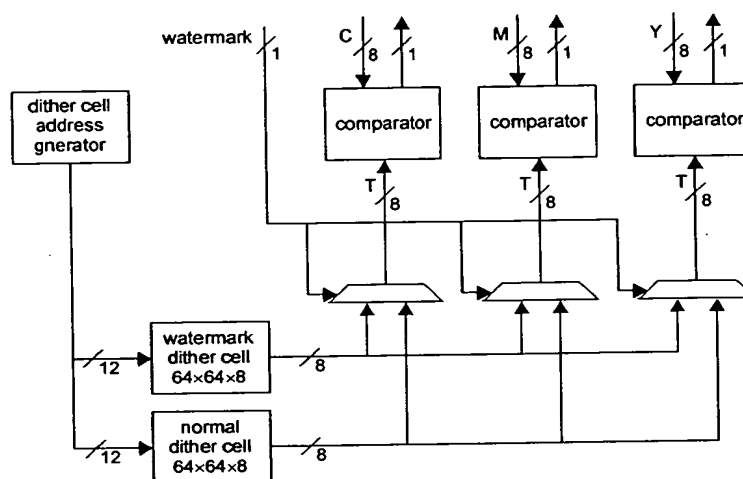 watermark 1
C 8 1
M 8 1
Y 8 1
dither cell
address
gnerator
comparator
comparator
comparator
T 8
T 8
T 8
12
watermark
dither cell
64×64×8
8
12
normal
dither cell
64×64×8
8